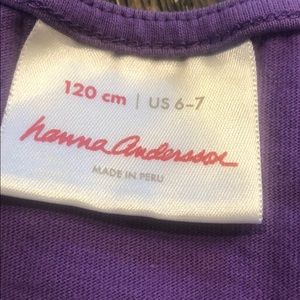 120 cm | US 6-7
hanna andersson
MADE IN PERU